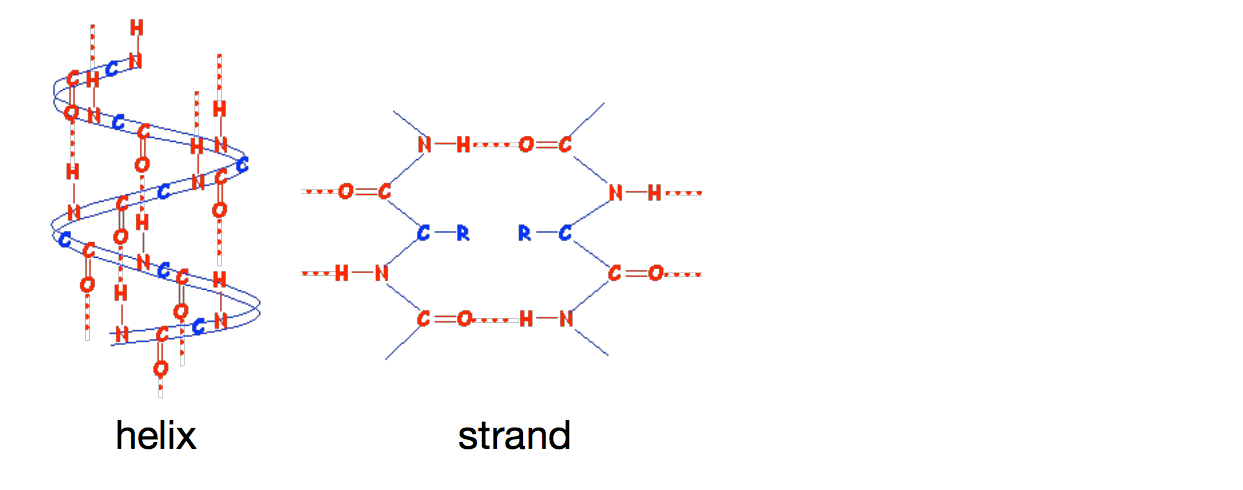 H
C H C N
O N C C H
H O H N C
N C C N C
C O H O
C N C C H
O H O
N C C N
O
N-H O=C
O=C N-H
C-R R-C
H-N C=O
C=O H-N
helix
strand